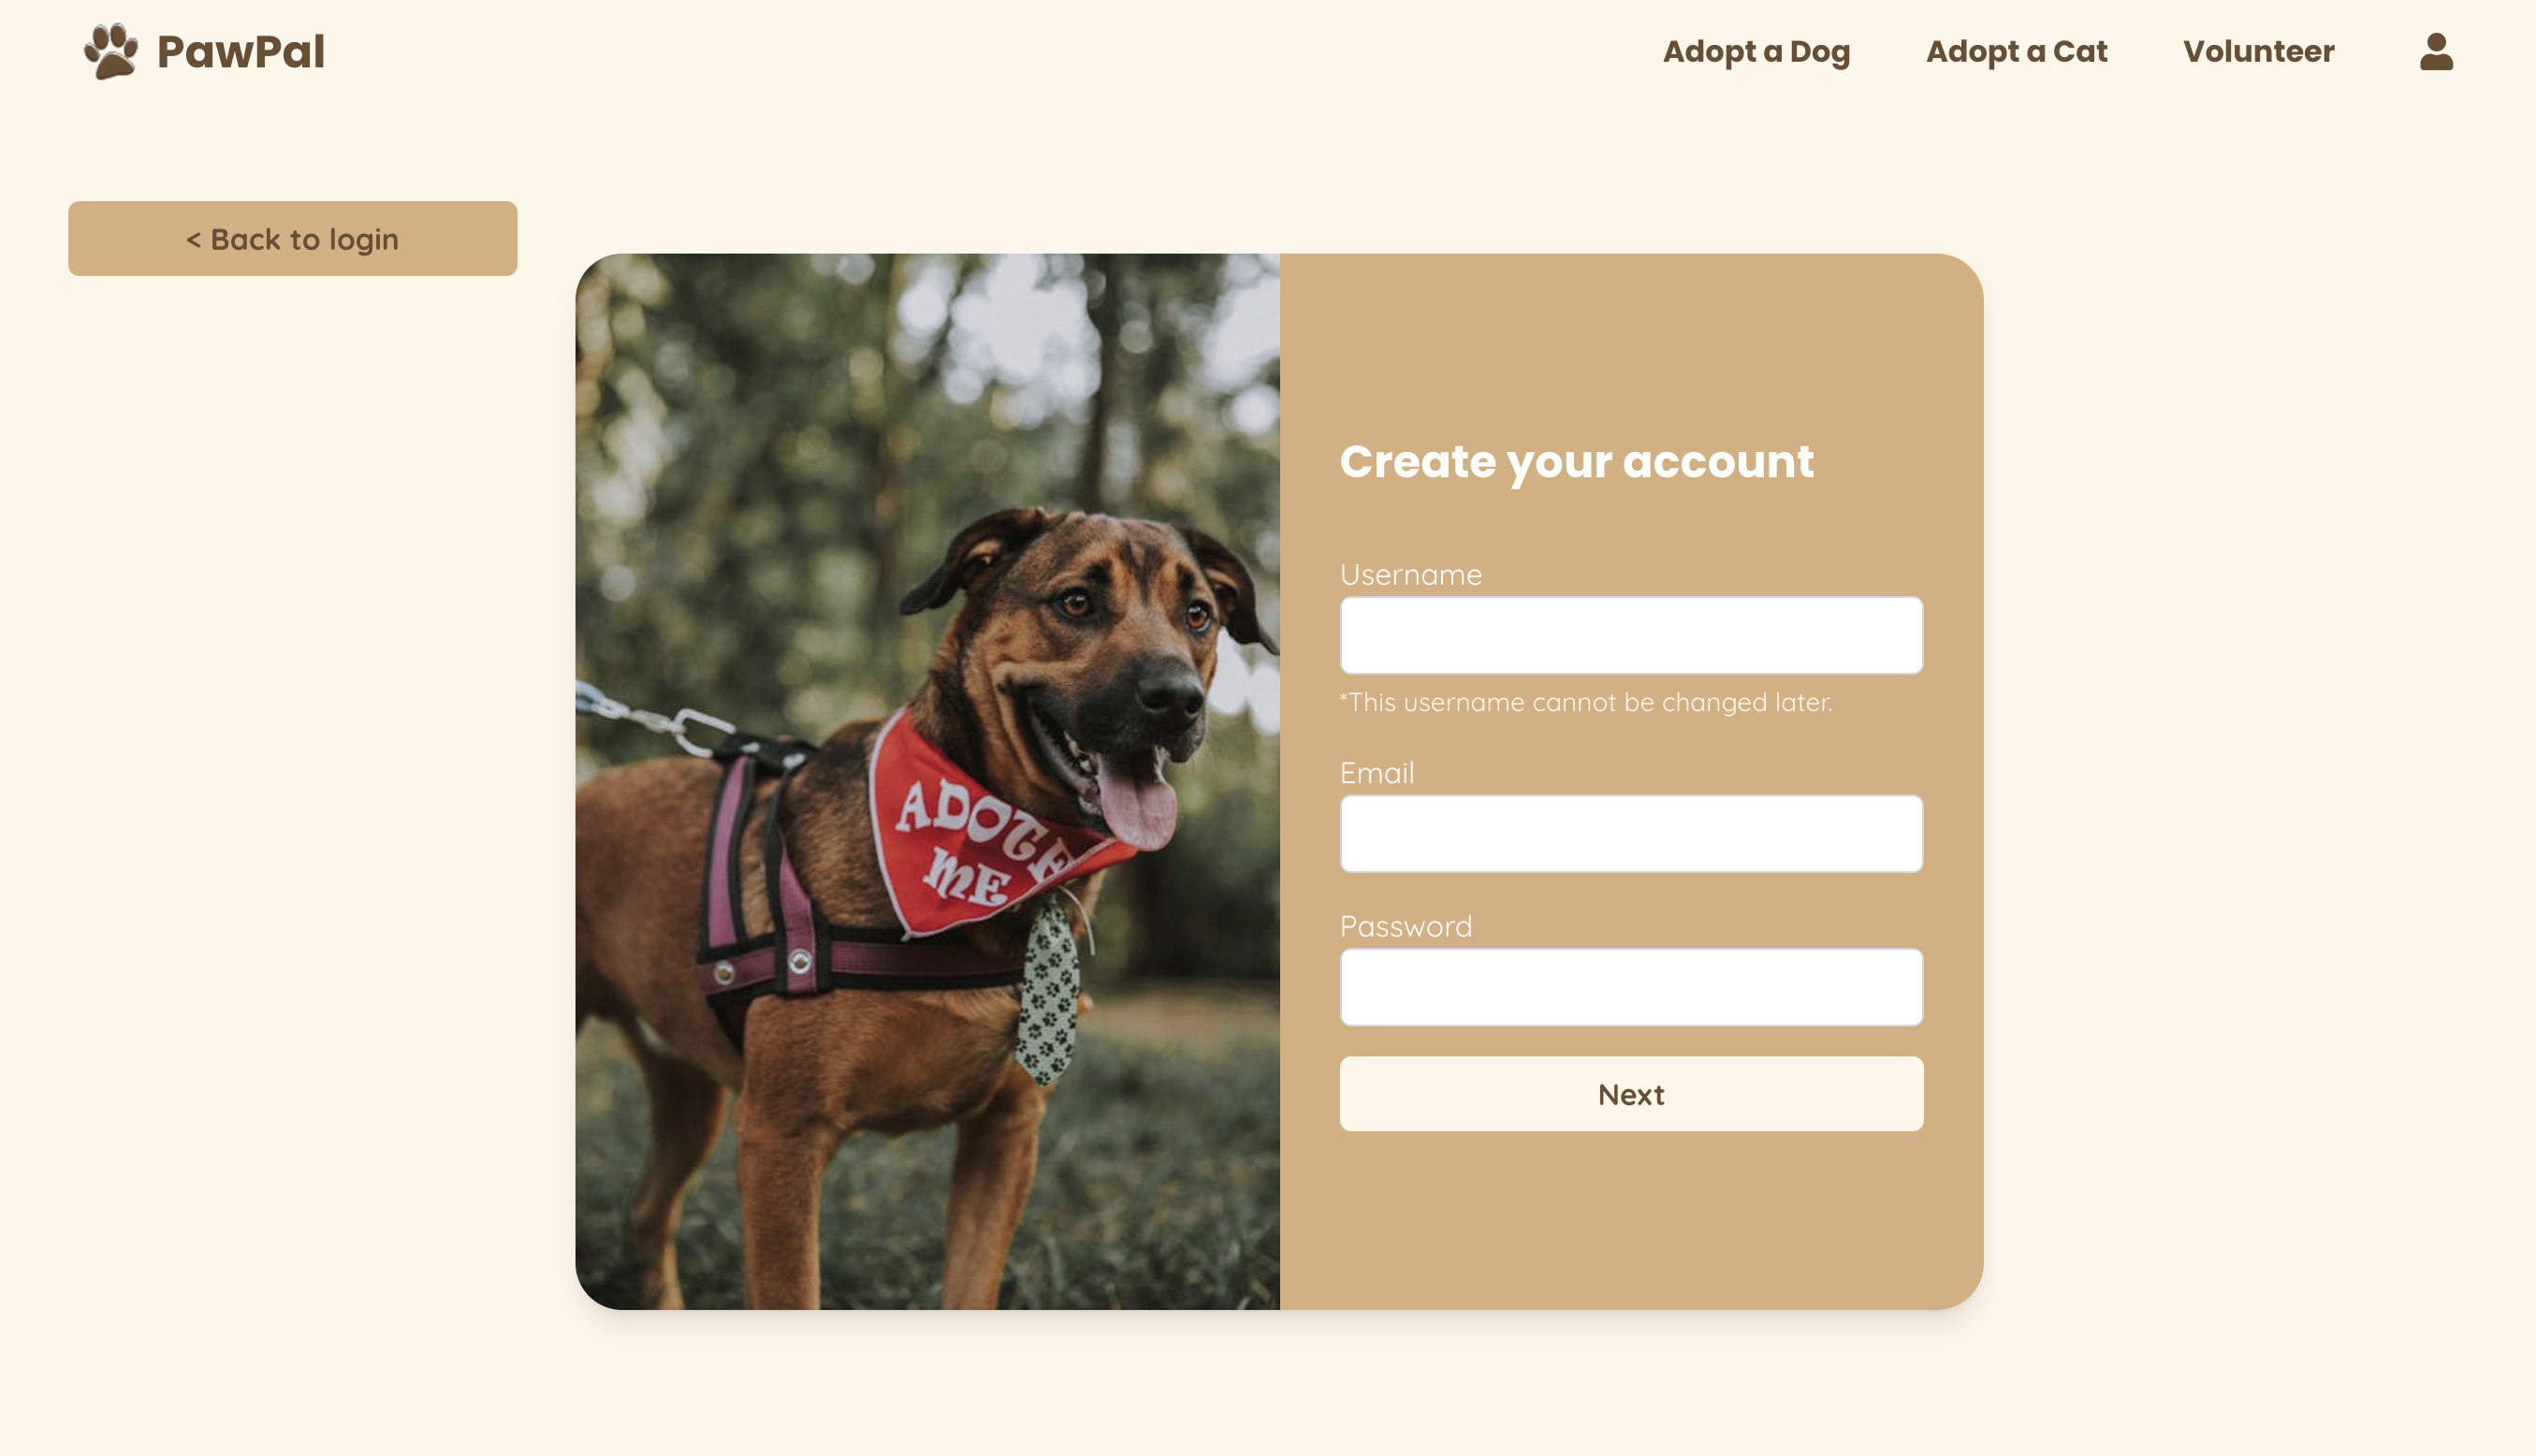 PawPal
Adopt a Dog
Adopt a Cat
Volunteer
< Back to login
ADOTE
ME
Create your account
Username
*This username cannot be changed later.
Email
Password
Next